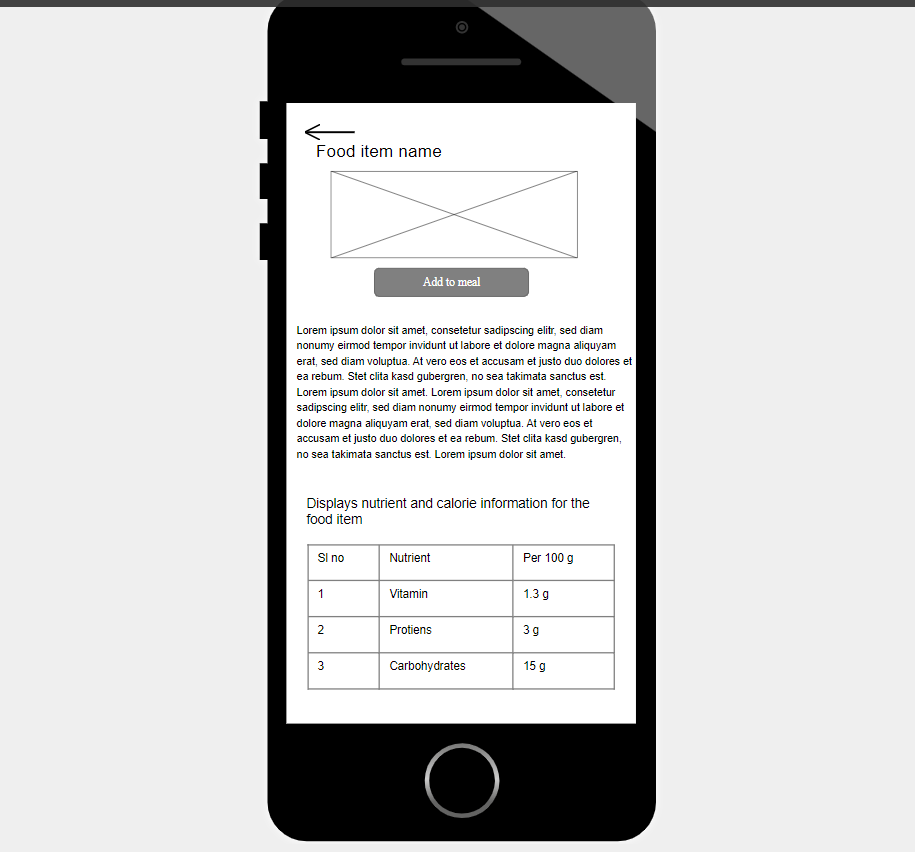 Food item name
Add to meal
Lorem ipsum dolor sit amet, consetetur sadipscing elitr, sed diam
nonumy eirmod tempor invidunt ut labore et dolore magna aliquyam
erat, sed diam voluptua. At vero eos et accusam et justo duo dolores et
ea rebum. Stet clita kasd gubergren, no sea takimata sanctus est.
Lorem ipsum dolor sit amet. Lorem ipsum dolor sit amet, consetetur
sadipscing elitr, sed diam nonumy eirmod tempor invidunt ut labore et
dolore magna aliquyam erat, sed diam voluptua. At vero eos et
accusam et justo duo dolores et ea rebum. Stet clita kasd gubergren,
no sea takimata sanctus est. Lorem ipsum dolor sit amet.
Displays nutrient and calorie information for the
food item
Sl no Nutrient Per 100 g
1 Vitamin 1.3 g
2 Protiens 3 g
3 Carbohydrates 15 g